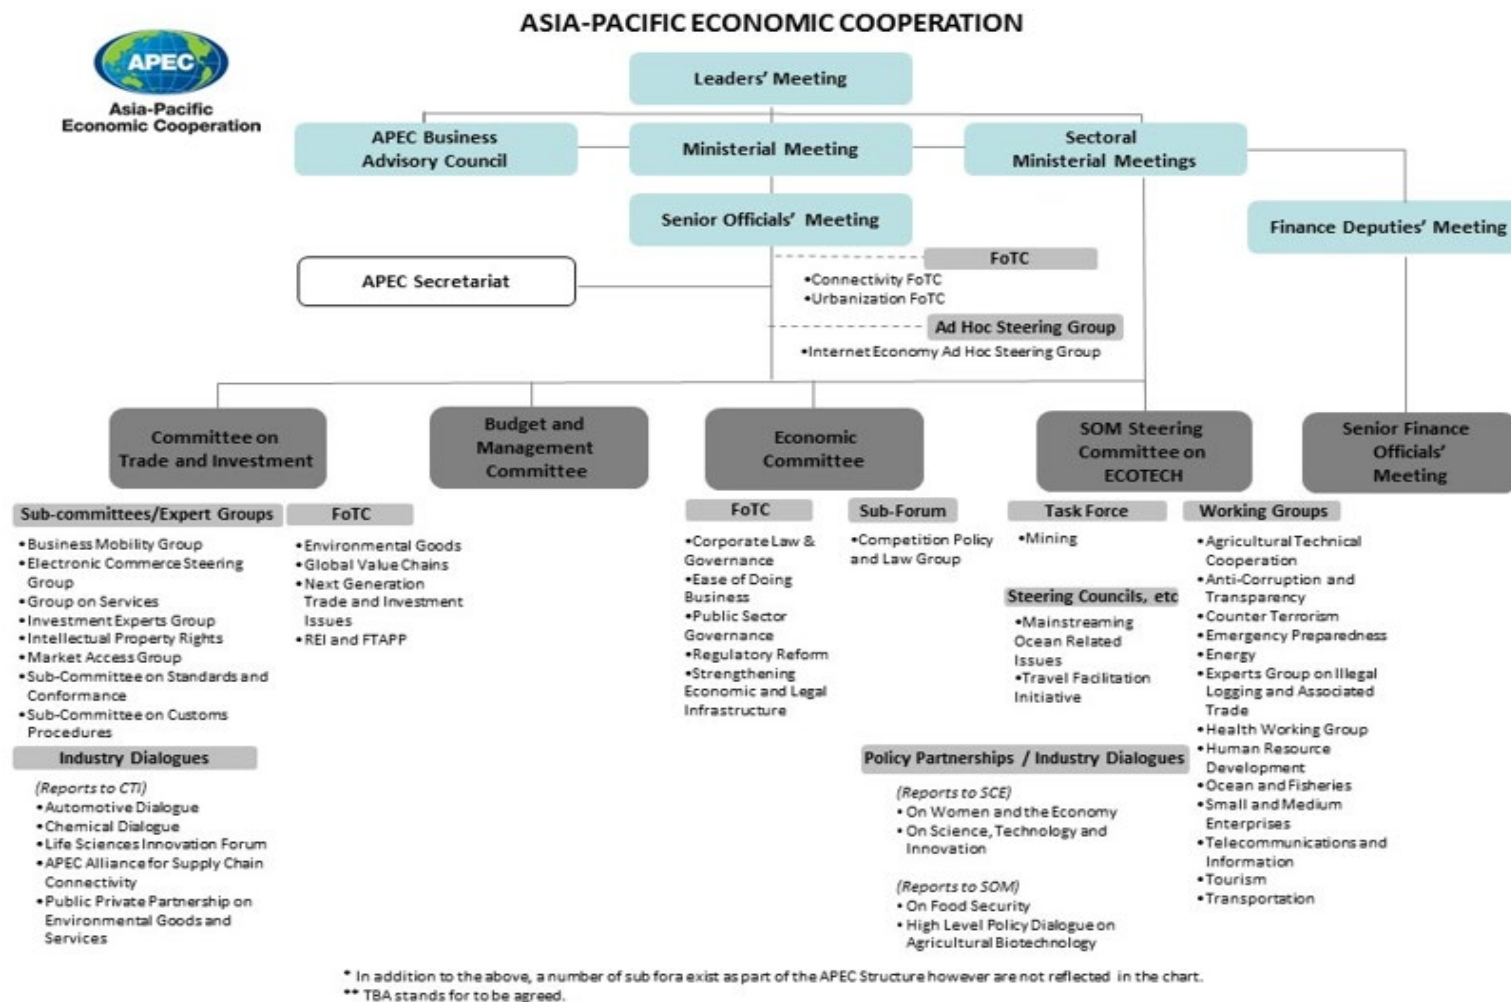 ASIA-PACIFIC ECONOMIC COOPERATION
APEC
Asia-Pacific
Economic Cooperation
Leaders' Meeting
APEC Business
Advisory Council
Ministerial Meeting
Sectoral
Ministerial Meetings
Senior Officials' Meeting
Finance Deputies' Meeting
APEC Secretariat
FoTC
•Connectivity FoTC
•Urbanization FoTC
Ad Hoc Steering Group
•Internet Economy Ad Hoc Steering Group
Committee on
Trade and Investment
Budget and
Management
Committee
Economic
Committee
SOM Steering
Committee on
ECOTECH
Senior Finance
Officials'
Meeting
Sub-committees/Expert Groups
•Business Mobility Group
•Electronic Commerce Steering
Group
•Group on Services
•Investment Experts Group
•Intellectual Property Rights
•Market Access Group
•Sub-Committee on Standards and
Conformance
•Sub-Committee on Customs
Procedures
Industry Dialogues
(Reports to CTI)
•Automotive Dialogue
•Chemical Dialogue
•Life Sciences Innovation Forum
•APEC Alliance for Supply Chain
Connectivity
•Public Private Partnership on
Environmental Goods and
Services
FoTC
•Environmental Goods
•Global Value Chains
•Next Generation
Trade and Investment
Issues
•REI and FTAPP
FoTC
•Corporate Law &
Governance
•Ease of Doing
Business
•Public Sector
Governance
•Regulatory Reform
•Strengthening
Economic and Legal
Infrastructure
Sub-Forum
•Competition Policy
and Law Group
Task Force
•Mining
Steering Councils, etc
•Mainstreaming
Ocean Related
Issues
•Travel Facilitation
Initiative
Policy Partnerships / Industry Dialogues
(Reports to SCE)
• On Women and the Economy
• On Science, Technology and
Innovation
(Reports to SOM)
• On Food Security
• High Level Policy Dialogue on
Agricultural Biotechnology
Working Groups
•Agricultural Technical
Cooperation
•Anti-Corruption and
Transparency
•Counter Terrorism
•Emergency Preparedness
•Energy
•Experts Group on Illegal
Logging and Associated
Trade
•Health Working Group
•Human Resource
Development
•Ocean and Fisheries
•Small and Medium
Enterprises
•Telecommunications and
Information
•Tourism
•Transportation
* In addition to the above, a number of sub fora exist as part of the APEC Structure however are not reflected in the chart.
** TBA stands for to be agreed.